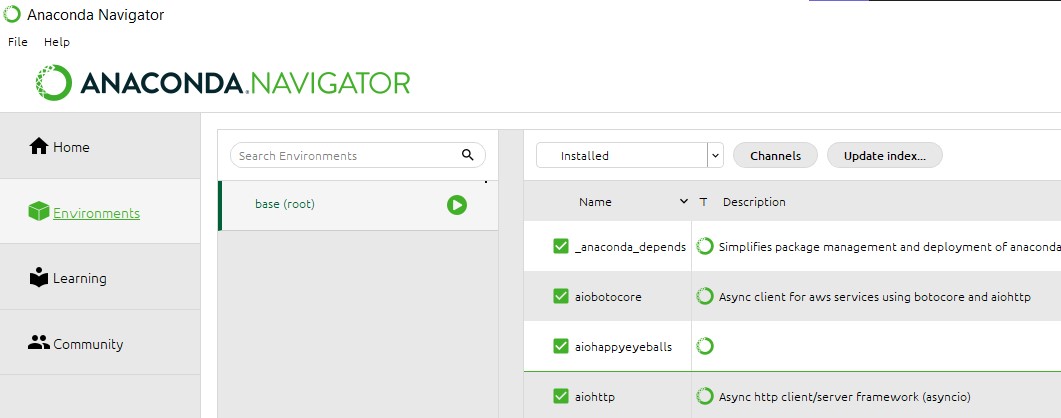 Anaconda Navigator
File Help
ANACONDA.NAVIGATOR
Home
Environments
Learning
Community
Search Environments
base (root)
Installed Channels Update index...
Name T Description
_anaconda_depends Simplifies package management and deployment of anaconda
aiobotocore Async client for aws services using botocore and aiohttp
aiohappyeyeballs
aiohttp Async http client/server framework (asyncio)